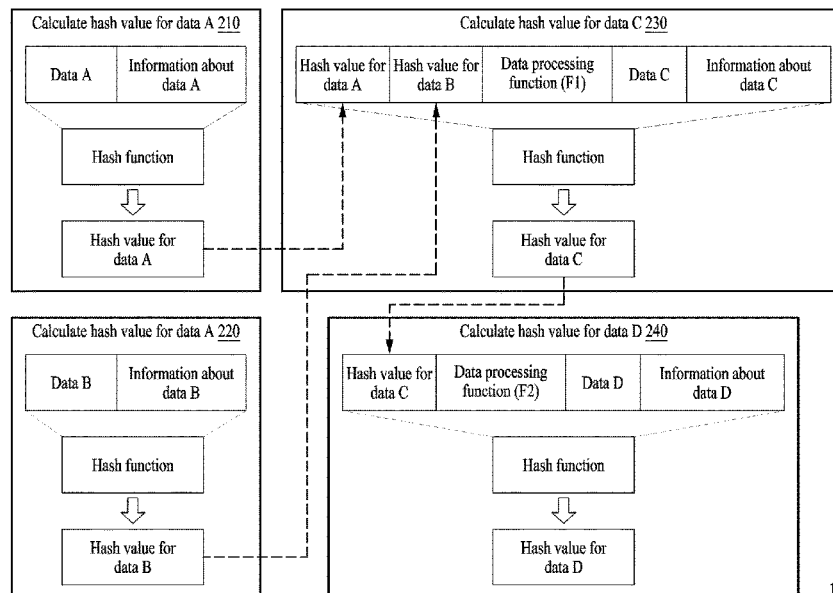 Calculate hash value for data A 210
Data A
Information about
data A
Hash function
Hash value for
data A
Calculate hash value for data C 230
Hash value for
data A
Hash value for
data B
Data processing
function (F1)
Data C
Information about
data C
Hash function
Hash value for
data C
Calculate hash value for data A 220
Data B
Information about
data B
Hash function
Hash value for
data B
Calculate hash value for data D 240
Hash value for
data C
Data processing
function (F2)
Data D
Information about
data D
Hash function
Hash value for
data D